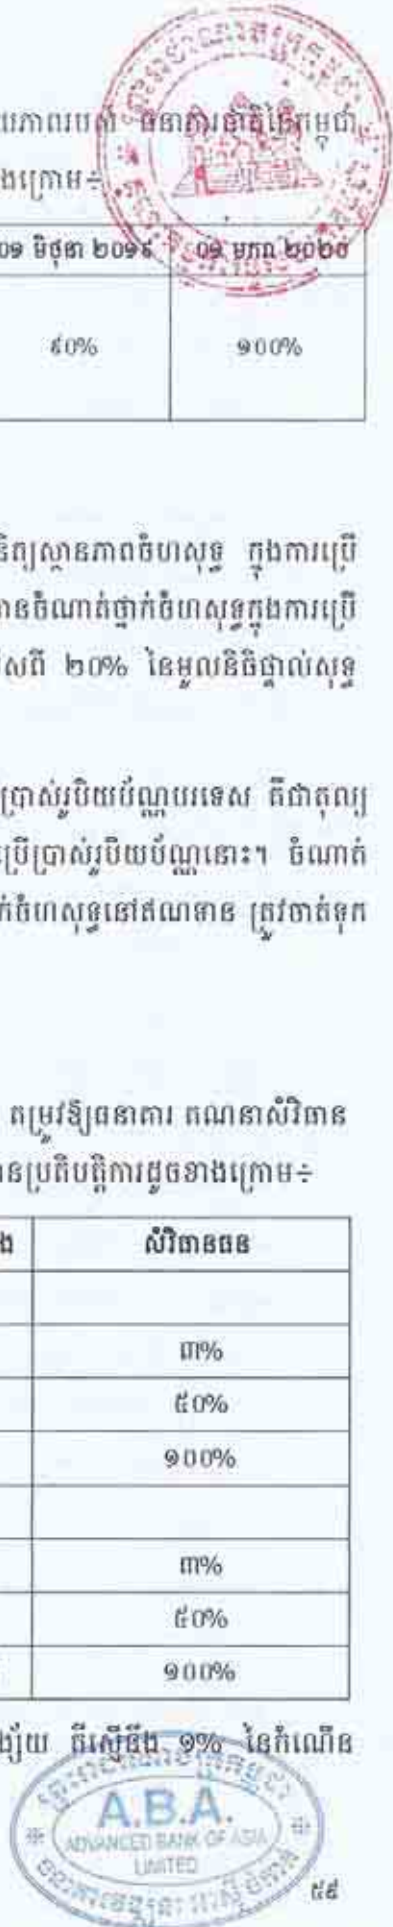 ធនាគារជាតិនៃកម្ពុជា
ងក្រោម÷
០១ មិថុនា ២០១៩ ០១ មករា ២០២០
៩០% ១០០%
និត្យស្ថានភាពចំហសុទ្ធ ក្នុងការប្រើ
នចំណាត់ថ្នាក់ចំហសុទ្ធក្នុងការប្រើ
សពី ២០% នៃមូលនិធិផ្ទាល់សុទ្ធ
ប្រាស់រូបិយប័ណ្ណបរទេស គឺជាតុល្យ
ប្រើប្រាស់រូបិយប័ណ្ណនោះ។ ចំណាត់
ក់ចំហសុទ្ធនៅឥណទាន ត្រូវចាត់ទុក
តម្រូវឱ្យធនាគារ គណនាសំវិធាន
នប្រតិបត្តិការដូចខាងក្រោម÷
ង សំវិធានធន
៣%
៥០%
១០០%
៣%
៥០%
១០០%
ង្ស័យ គឺស្មើនឹង ១% នៃកំណើន
A.B.A.
ADVANCED BANK OF ASIA
LIMITED
៥៩